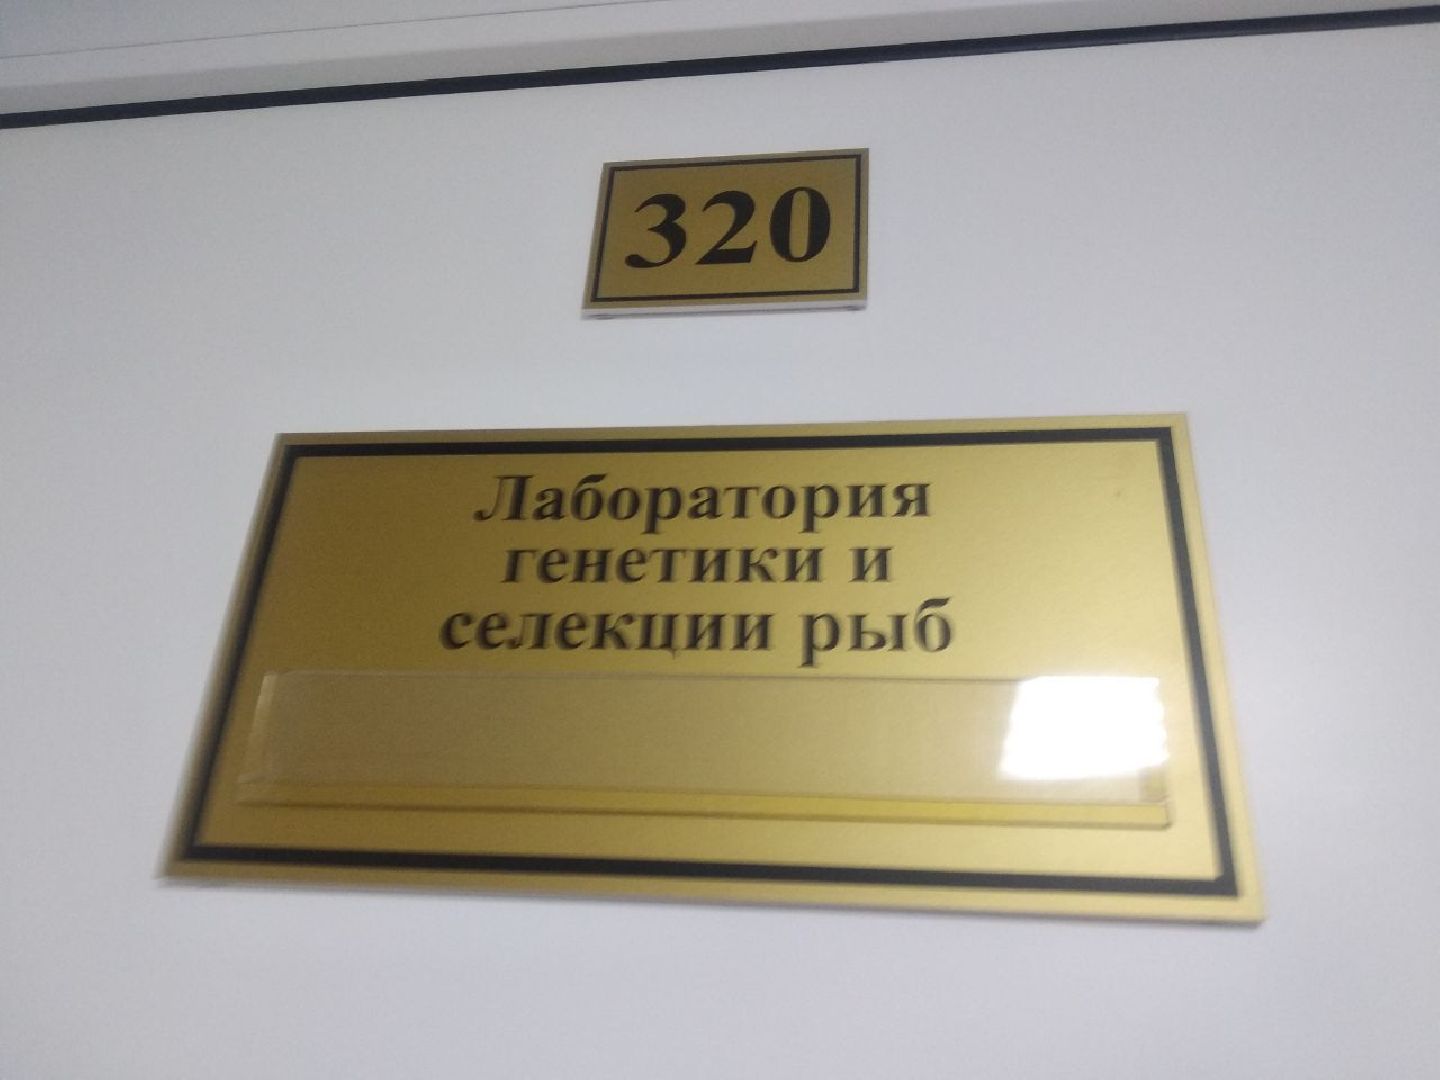 320
Лаборатория
генетики и
селекции рыб